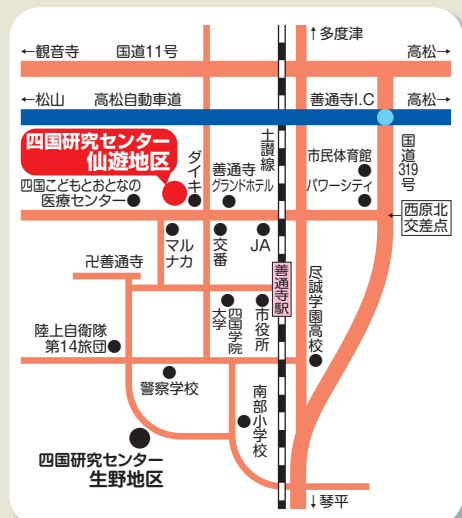 ↑多度津
←観音寺
国道11号
高松→
←松山
高松自動車道
善通寺I.C
高松→
四国研究センター
仙遊地区
ダイキ
善通寺
グランドホテル
土讃線
市民体育館
パワーシティ
国道
319
号
四国こどもとおとなの
医療センター
西原北
交差点
マル
ナカ
交番
JA
卍善通寺
善通寺駅
尽誠学園高校
四国学院
大学
市役所
陸上自衛隊
第14旅団
警察学校
南部小学校
四国研究センター
生野地区
↓琴平